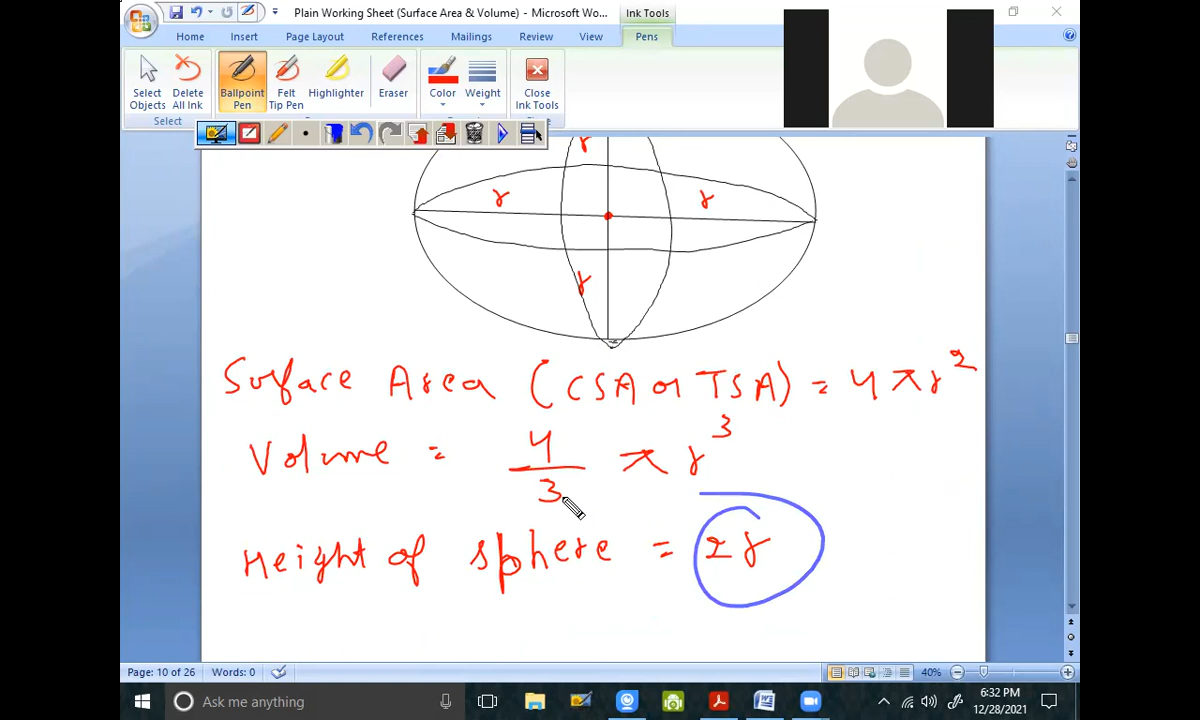 Plain Working Sheet (Surface Area & Volume) - Microsoft Wo... Ink Tools
Home Insert Page Layout References Mailings Review View Pens
Select Objects Delete All Ink Ballpoint Pen Felt Tip Pen Highlighter Eraser Color Weight Close Ink Tools
Select
r
r r
r
Surface Area (CSA or TSA) = 4πr²
Volume = 4/3 πr³
Height of sphere = 2r
Page: 10 of 26 Words: 0 40%
Ask me anything 6:32 PM
12/28/2021